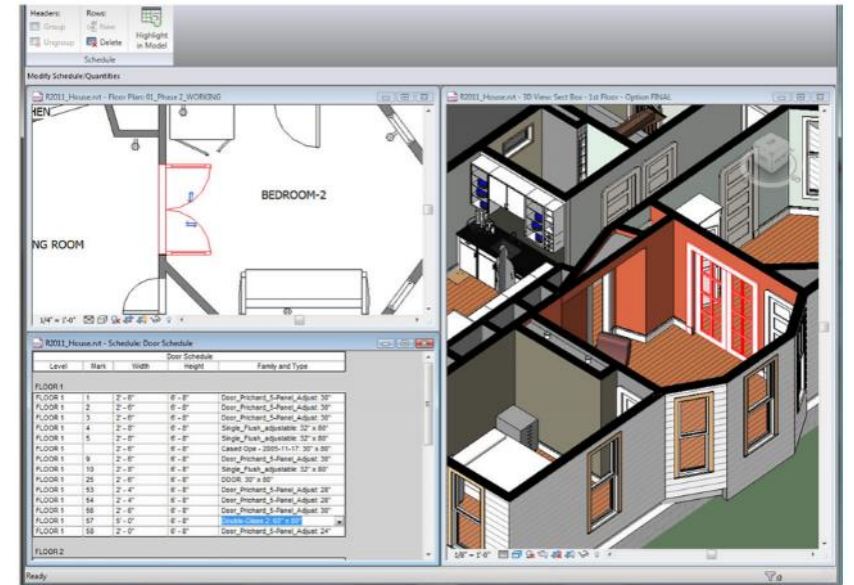 Headers: Rows:
Group New
Ungroup Delete Highlight in Model
Schedule
Modify Schedule/Quantities
R2011_House.rvt - Floor Plan: 01_Phase 2_WORKING
HEN
BEDROOM-2
NG ROOM
1/4" = 1'-0"
R2011_House.rvt - Schedule: Door Schedule
Door Schedule
Level Mark Width Height Family and Type
FLOOR 1
FLOOR 1 1 2' - 6" 6' - 8" Door_Prichard_5-Panel_Adjust: 30"
FLOOR 1 2 2' - 6" 6' - 8" Door_Prichard_5-Panel_Adjust: 30"
FLOOR 1 3 2' - 6" 6' - 8" Door_Prichard_5-Panel_Adjust: 30"
FLOOR 1 4 2' - 8" 6' - 8" Single_Flush_adjustable: 32" x 80"
FLOOR 1 5 2' - 8" 6' - 8" Single_Flush_adjustable: 32" x 80"
FLOOR 1 2' - 6" 6' - 8" Cased Ope - 2005-11-17: 30" x 80"
FLOOR 1 9 2' - 6" 6' - 8" Door_Prichard_5-Panel_Adjust: 30"
FLOOR 1 10 2' - 8" 6' - 8" Single_Flush_adjustable: 32" x 80"
FLOOR 1 25 2' - 6" 6' - 8" DOOR: 30" x 80"
FLOOR 1 53 2' - 4" 6' - 8" Door_Prichard_5-Panel_Adjust: 28"
FLOOR 1 54 2' - 4" 6' - 8" Door_Prichard_5-Panel_Adjust: 28"
FLOOR 1 56 2' - 6" 6' - 8" Door_Prichard_5-Panel_Adjust: 30"
FLOOR 1 57 5' - 0" 6' - 8" Double-Glass 2: 60" x 80"
FLOOR 1 58 2' - 0" 6' - 8" Door_Prichard_5-Panel_Adjust: 24"
FLOOR 2
R2011_House.rvt - 3D View: Sect Box - 1st Floor - Option FINAL
1/8" = 1'-0"
Ready
:0